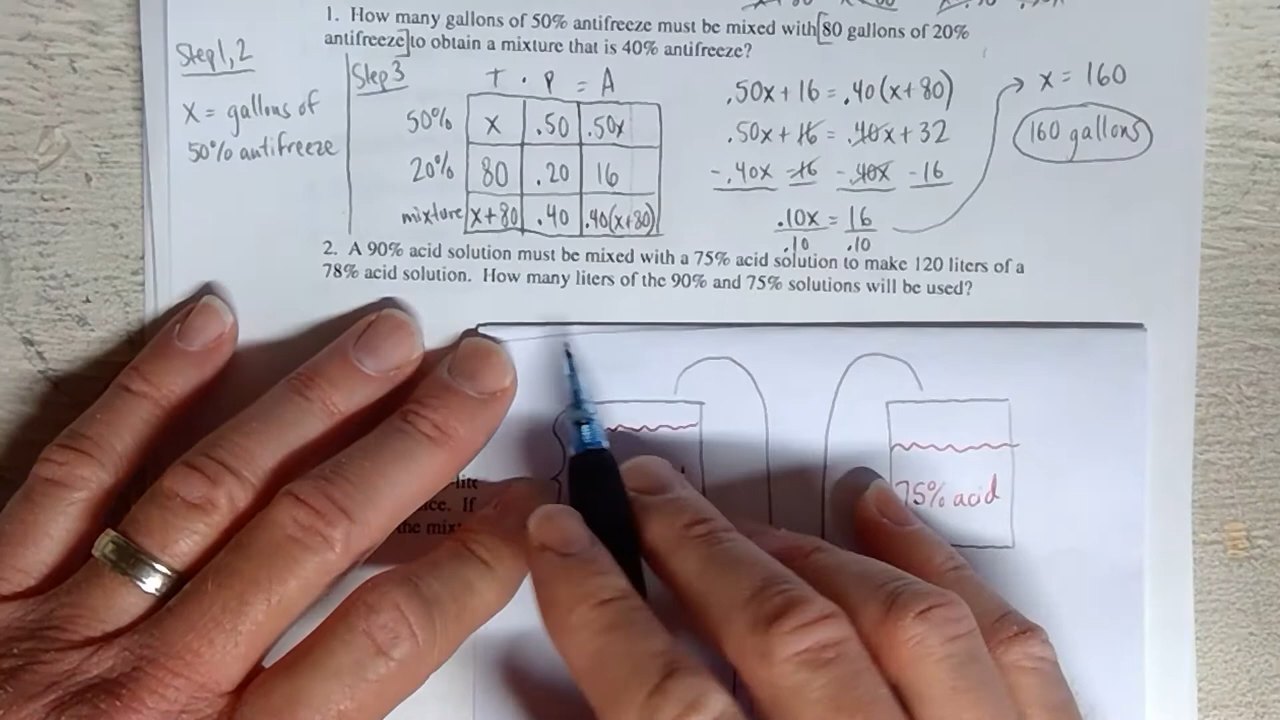 1. How many gallons of 50% antifreeze must be mixed with [80 gallons of 20%
antifreeze] to obtain a mixture that is 40% antifreeze?
Step 1, 2
X = gallons of
50% antifreeze
Step 3
T · P = A
50% x .50 .50x
20% 80 .20 16
mixture x+80 .40 .40(x+80)
.50x + 16 = .40(x+80)
.50x + 16 = .40x + 32
-.40x -16 -.40x -16
.10x = 16
.10 .10
x = 160
160 gallons
2. A 90% acid solution must be mixed with a 75% acid solution to make 120 liters of a
78% acid solution. How many liters of the 90% and 75% solutions will be used?
75% acid
-lite
ice. If
the mix